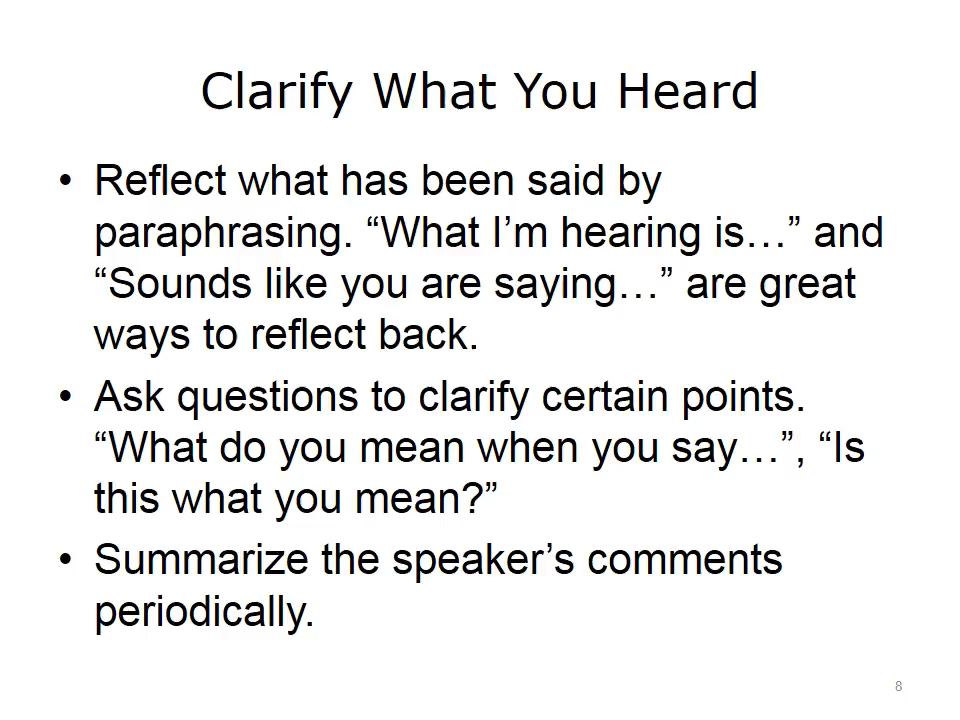 Clarify What You Heard
• Reflect what has been said by
paraphrasing. “What I’m hearing is…” and
“Sounds like you are saying…” are great
ways to reflect back.
• Ask questions to clarify certain points.
“What do you mean when you say…”, “Is
this what you mean?”
• Summarize the speaker’s comments
periodically.
8